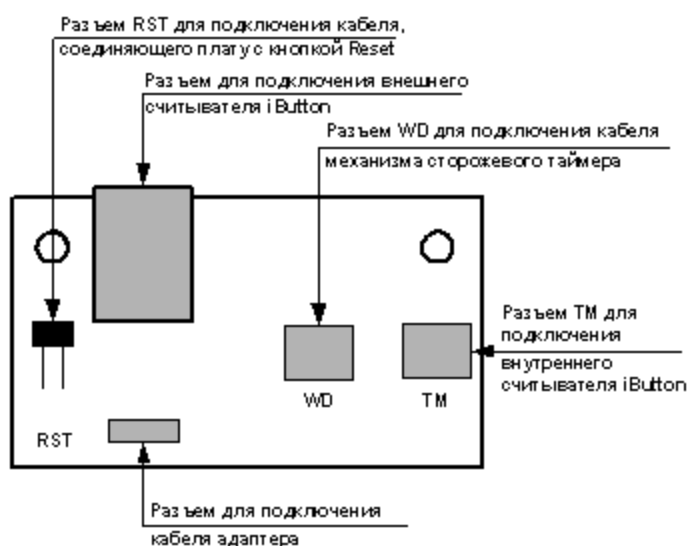 Разъем RST для подключения кабеля,
соединяющего плату с кнопкой Reset
Разъем для подключения внешнего
считывателя iButton
Разъем WD для подключения кабеля
механизма сторожевого таймера
Разъем TM для
подключения
внутреннего
считывателя iButton
WD
TM
RST
Разъем для подключения
кабеля адаптера